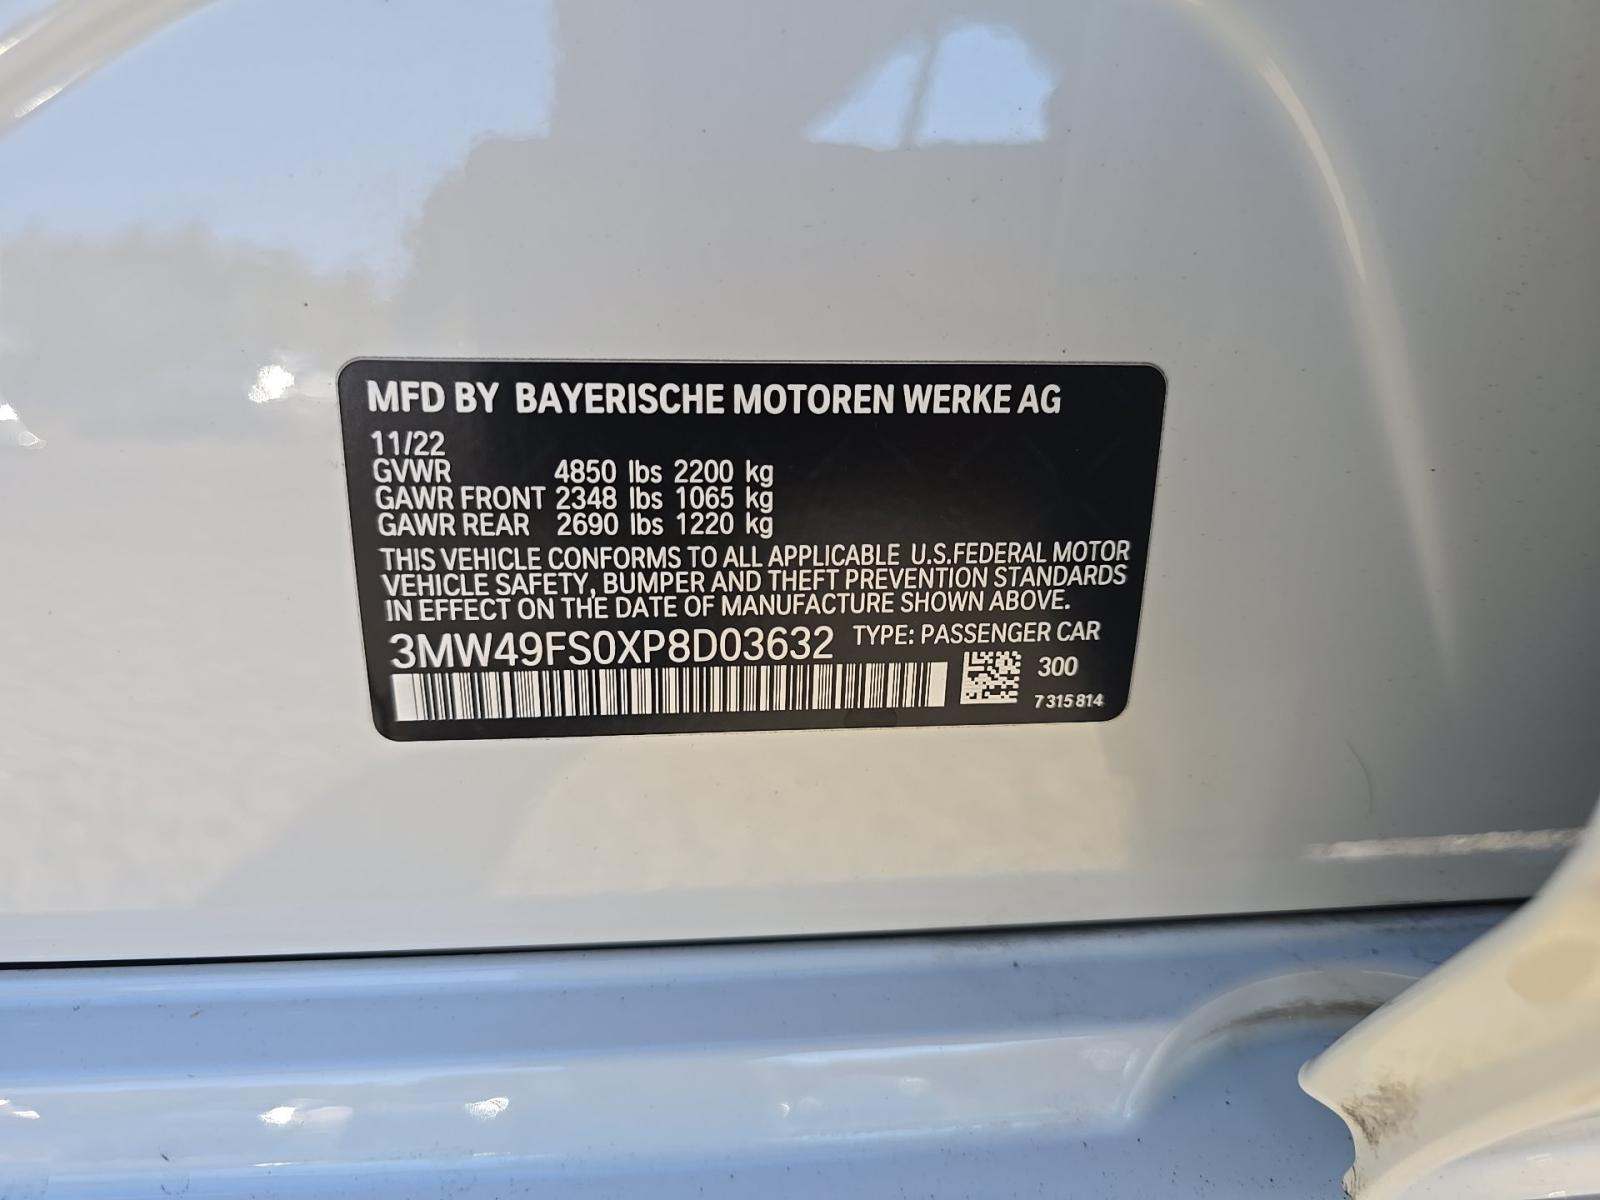 MFD BY BAYERISCHE MOTOREN WERKE AG
11/22
GVWR 4850 lbs 2200 kg
GAWR FRONT 2348 lbs 1065 kg
GAWR REAR 2690 lbs 1220 kg
THIS VEHICLE CONFORMS TO ALL APPLICABLE U.S.FEDERAL MOTOR
VEHICLE SAFETY, BUMPER AND THEFT PREVENTION STANDARDS
IN EFFECT ON THE DATE OF MANUFACTURE SHOWN ABOVE.
3MW49FS0XP8D03632 TYPE: PASSENGER CAR
300
7 315 814